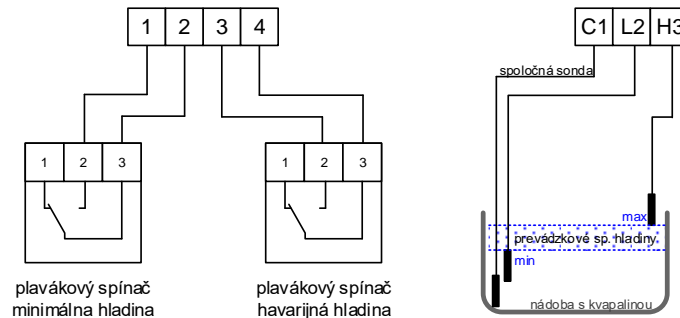 1 2 3 4
1 2 3
1 2 3
plavákový spínač
minimálna hladina
plavákový spínač
havarijná hladina
C1 L2 H3
spoločná sonda
max
prevádzkové sp. hladiny
min
nádoba s kvapalinou